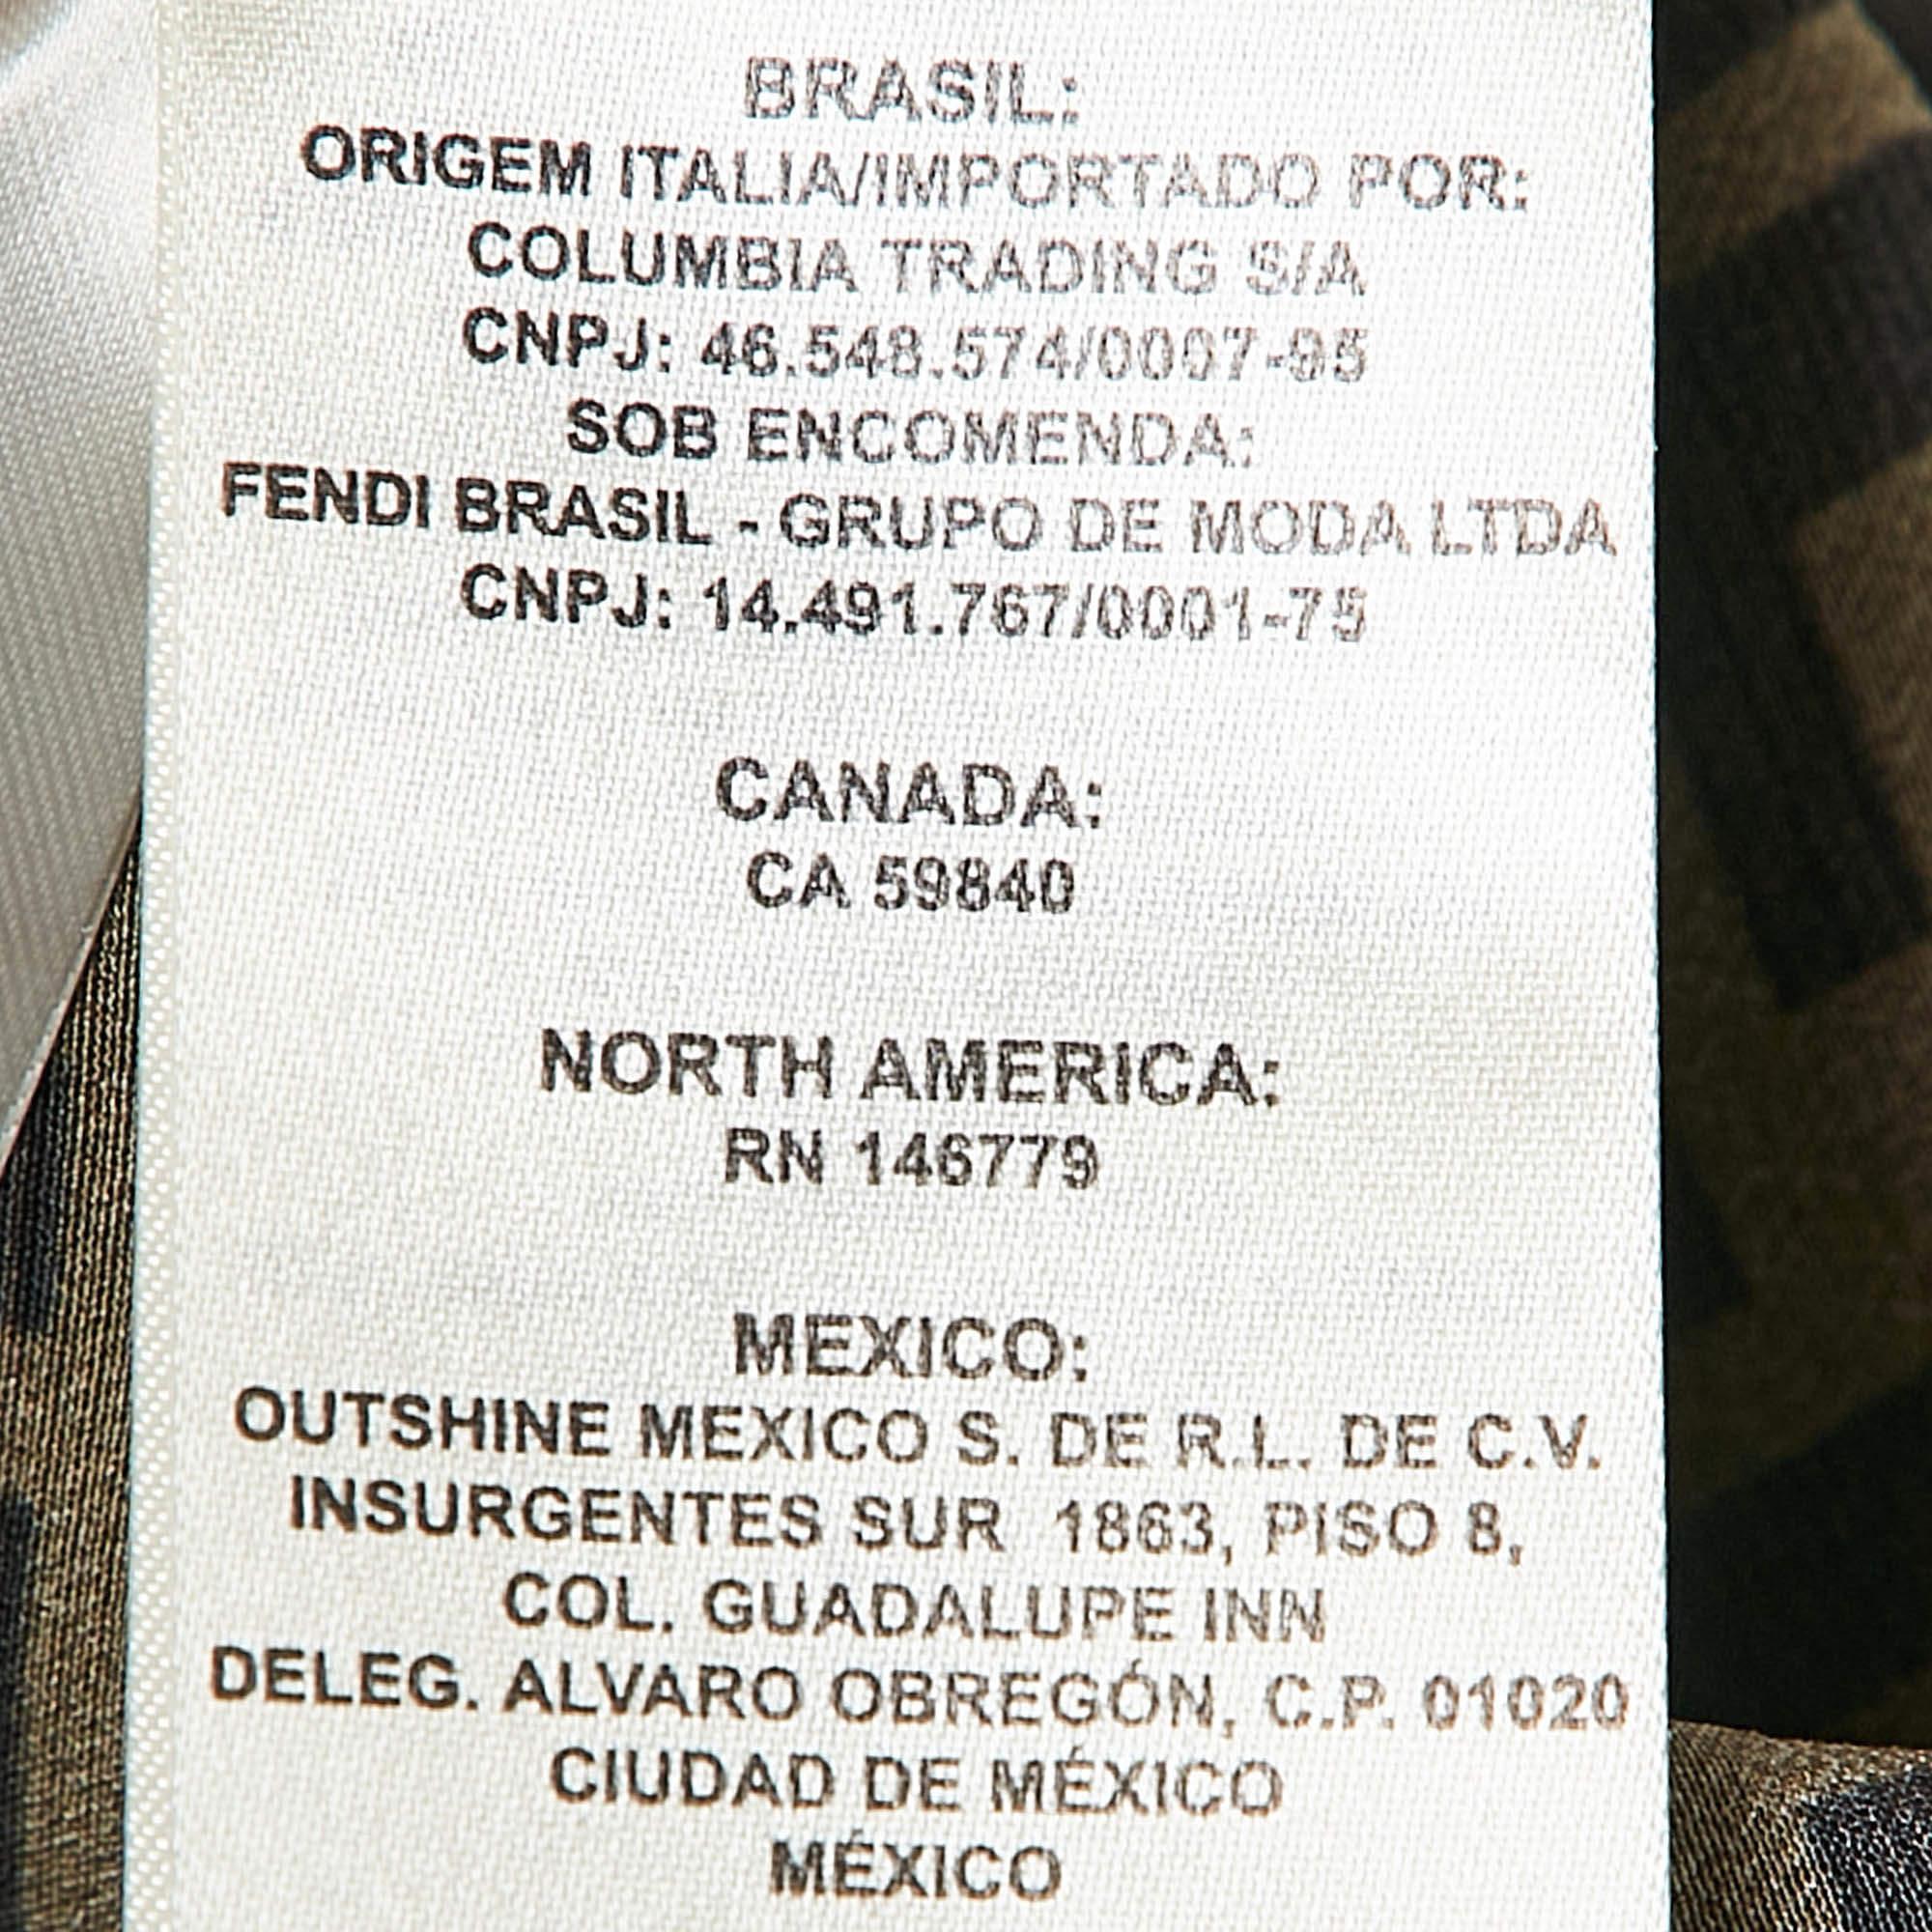 BRASIL:
ORIGEM ITALIA/IMPORTADO POR:
COLUMBIA TRADING S/A
CNPJ: 46.548.574/0007-95
SOB ENCOMENDA:
FENDI BRASIL - GRUPO DE MODA LTDA
CNPJ: 14.491.767/0001-75
CANADA:
CA 59840
NORTH AMERICA:
RN 146779
MEXICO:
OUTSHINE MEXICO S. DE R.L. DE C.V.
INSURGENTES SUR 1863, PISO 8,
COL. GUADALUPE INN
DELEG. ALVARO OBREGÓN, C.P. 01020
CIUDAD DE MÉXICO
MÉXICO